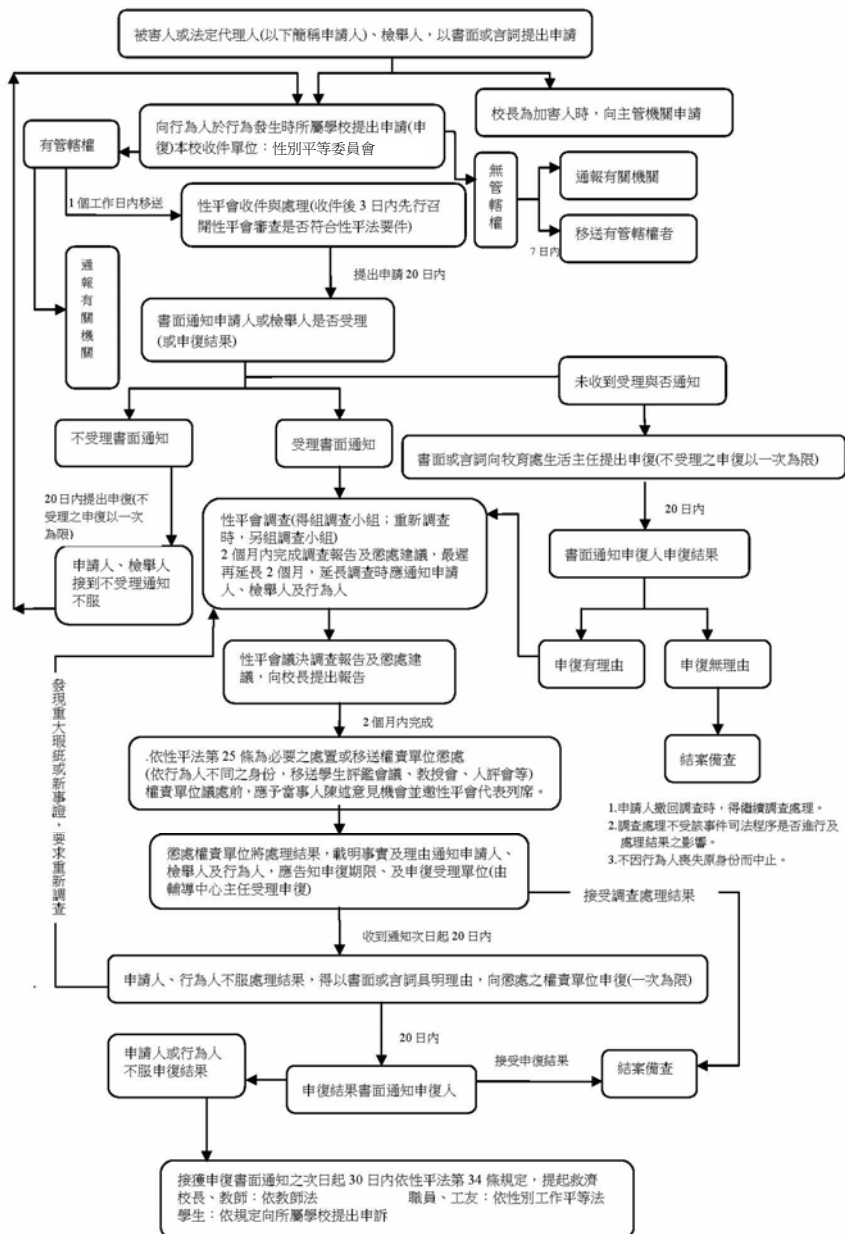 被害人或法定代理人(以下簡稱申請人)、檢舉人，以書面或言詞提出申請
校長為加害人時，向主管機關申請
向行為人於行為發生時所屬學校提出申請(申
復)本校收件單位：性別平等委員會
有管轄權
無管轄權
通報有關機關
移送有管轄權者
7日內
1個工作日內移送
性平會收件與處理(收件後3日內先行召
開性平會審查是否符合性平法要件)
通報有關機關
提出申請20日內
書面通知申請人或檢舉人是否受理
(或申復結果)
未收到受理與否通知
不受理書面通知
受理書面通知
書面或言詞向牧育處生活主任提出申復(不受理之申復以一次為限)
20日內提出申復(不
受理之申復以一次
為限)
20日內
性平會調查(得組調查小組；重新調查
時，另組調查小組)
2個月內完成調查報告及懲處建議，最遲
再延長2個月，延長調查時應通知申請
人、檢舉人及行為人
書面通知申復人申復結果
申請人、檢舉人
接到不受理通知
不服
申復有理由
申復無理由
性平會議決調查報告及懲處建
議，向校長提出報告
發現重大瑕疵或新事證，要求重新調查
2個月內完成
結案備查
.依性平法第25條為必要之處置或移送權責單位懲處
(依行為人不同之身份，移送學生評鑑會議、教授會、人評會等)
權責單位議處前，應予當事人陳述意見機會並邀性平會代表列席。
1.申請人撤回調查時，得繼續調查處理。
2.調查處理不受該事件司法程序是否進行及
處理結果之影響。
3.不因行為人喪失原身份而中止。
懲處權責單位將處理結果，載明事實及理由通知申請人、
檢舉人及行為人，應告知申復期限、及申復受理單位(由
輔導中心主任受理申復)
接受調查處理結果
收到通知次日起20日內
申請人、行為人不服處理結果，得以書面或言詞具明理由，向懲處之權責單位申復(一次為限)
20日內
申請人或行為人
不服申復結果
申復結果書面通知申復人
接受申復結果
結案備查
接獲申復書面通知之次日起30日內依性平法第34條規定，提起救濟
校長、教師：依教師法 職員、工友：依性別工作平等法
學生：依規定向所屬學校提出申訴